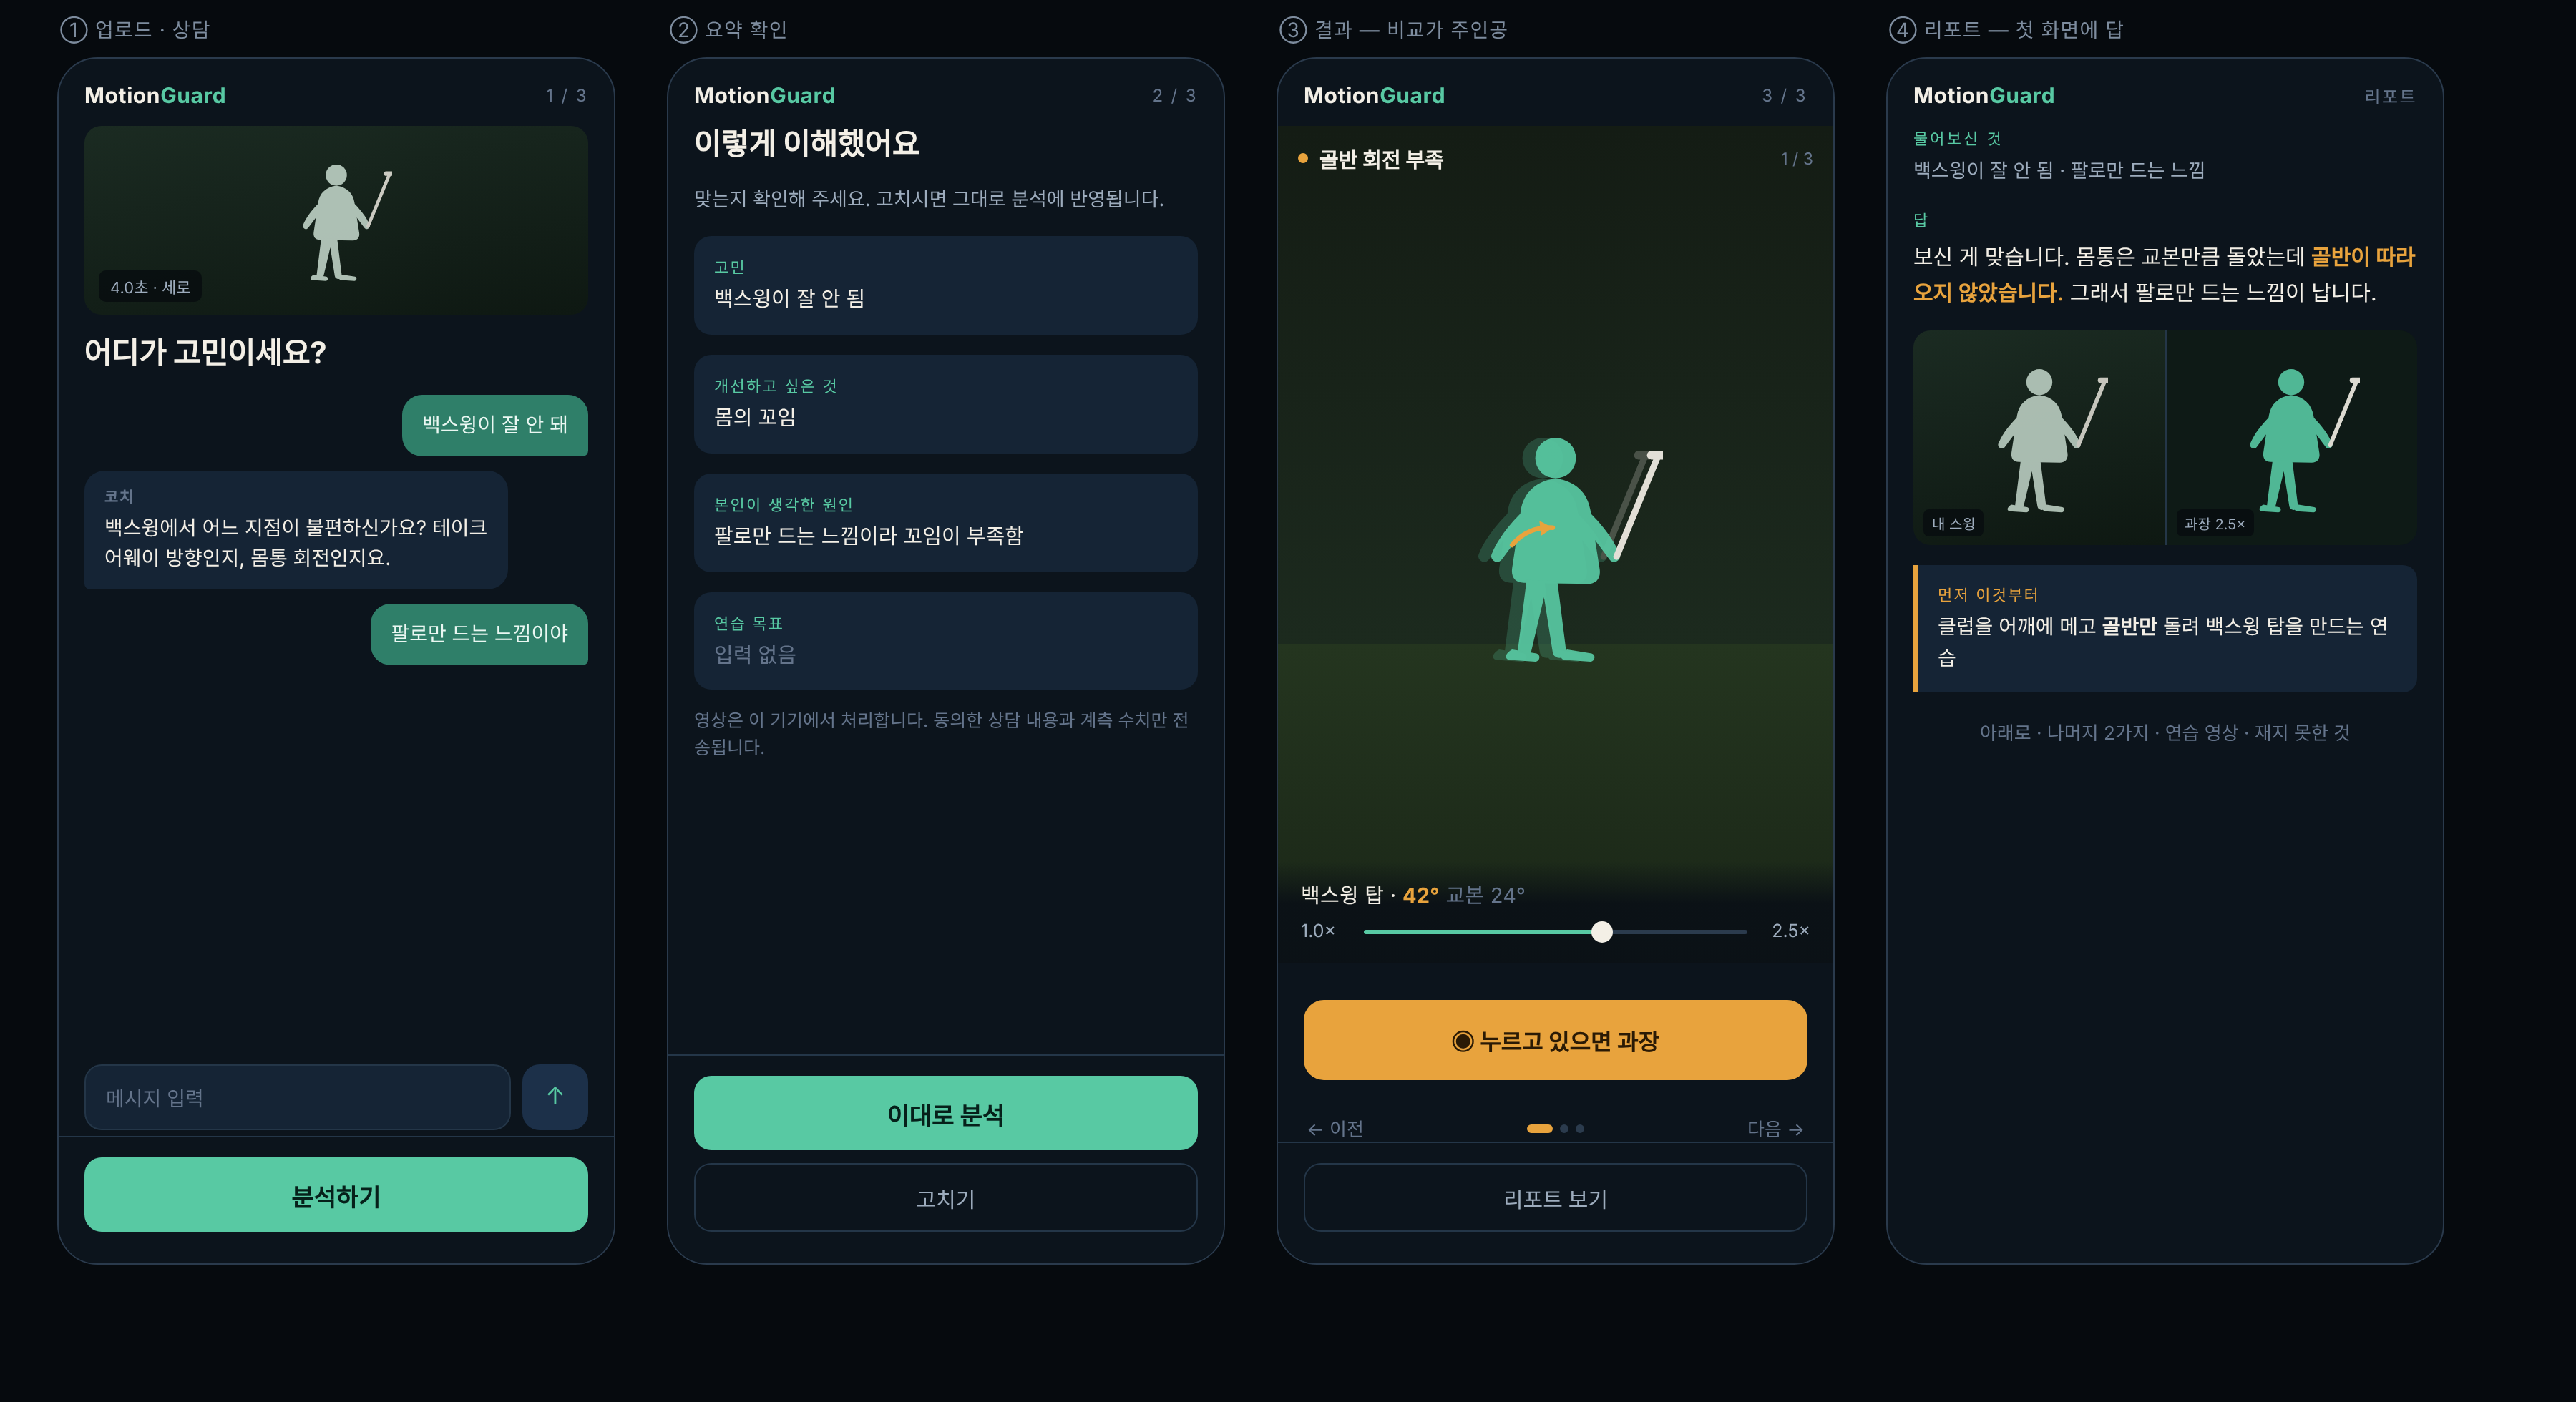 ① 업로드 · 상담
MotionGuard
1 / 3
4.0초 · 세로
어디가 고민이세요?
백스윙이 잘 안 돼
코치
백스윙에서 어느 지점이 불편하신가요? 테이크
어웨이 방향인지, 몸통 회전인지요.
팔로만 드는 느낌이야
메시지 입력
↑
분석하기
② 요약 확인
MotionGuard
2 / 3
이렇게 이해했어요
맞는지 확인해 주세요. 고치시면 그대로 분석에 반영됩니다.
고민
백스윙이 잘 안 됨
개선하고 싶은 것
몸의 꼬임
본인이 생각한 원인
팔로만 드는 느낌이라 꼬임이 부족함
연습 목표
입력 없음
영상은 이 기기에서 처리합니다. 동의한 상담 내용과 계측 수치만 전
송됩니다.
이대로 분석
고치기
③ 결과 — 비교가 주인공
MotionGuard
3 / 3
골반 회전 부족
1 / 3
백스윙 탑 · 42° 교본 24°
1.0×
2.5×
◉ 누르고 있으면 과장
← 이전
다음 →
리포트 보기
④ 리포트 — 첫 화면에 답
MotionGuard
리포트
물어보신 것
백스윙이 잘 안 됨 · 팔로만 드는 느낌
답
보신 게 맞습니다. 몸통은 교본만큼 돌았는데 골반이 따라
오지 않았습니다. 그래서 팔로만 드는 느낌이 납니다.
내 스윙
과장 2.5×
먼저 이것부터
클럽을 어깨에 메고 골반만 돌려 백스윙 탑을 만드는 연
습
아래로 · 나머지 2가지 · 연습 영상 · 재지 못한 것